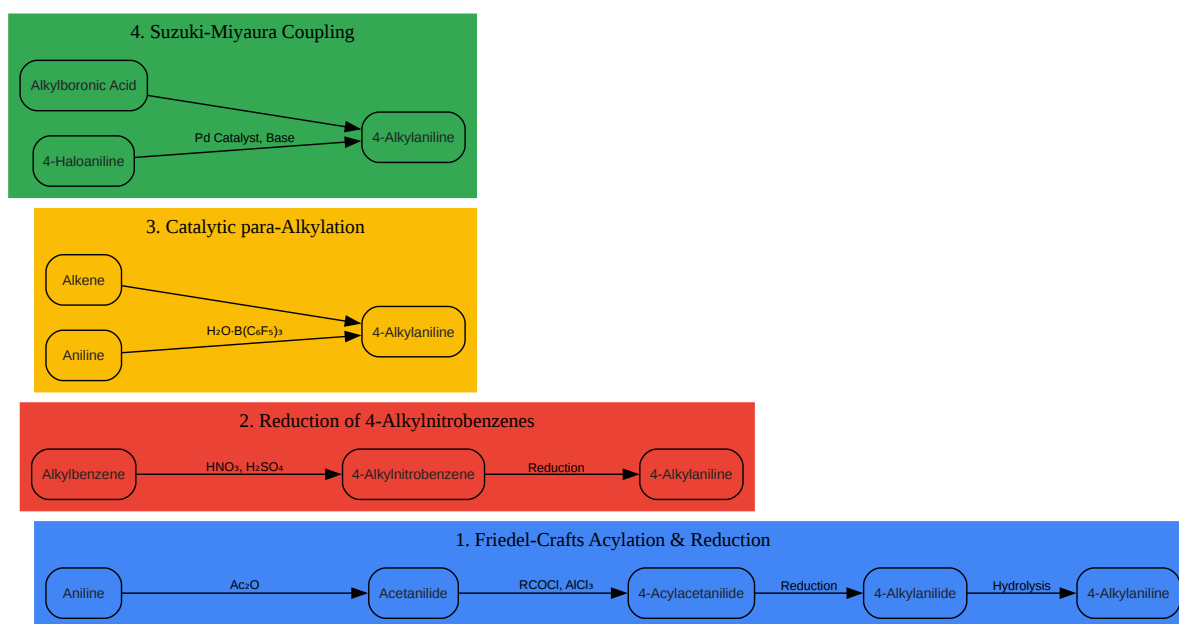 4. Suzuki-Miyaura Coupling
Alkylboronic Acid
4-Haloaniline
Pd Catalyst, Base
4-Alkylaniline
3. Catalytic para-Alkylation
Alkene
Aniline
H₂O·B(C₆F₅)₃
4-Alkylaniline
2. Reduction of 4-Alkylnitrobenzenes
Alkylbenzene
HNO₃, H₂SO₄
4-Alkylnitrobenzene
Reduction
4-Alkylaniline
1. Friedel-Crafts Acylation & Reduction
Aniline
Ac₂O
Acetanilide
RCOCl, AlCl₃
4-Acylacetanilide
Reduction
4-Alkylanilide
Hydrolysis
4-Alkylaniline